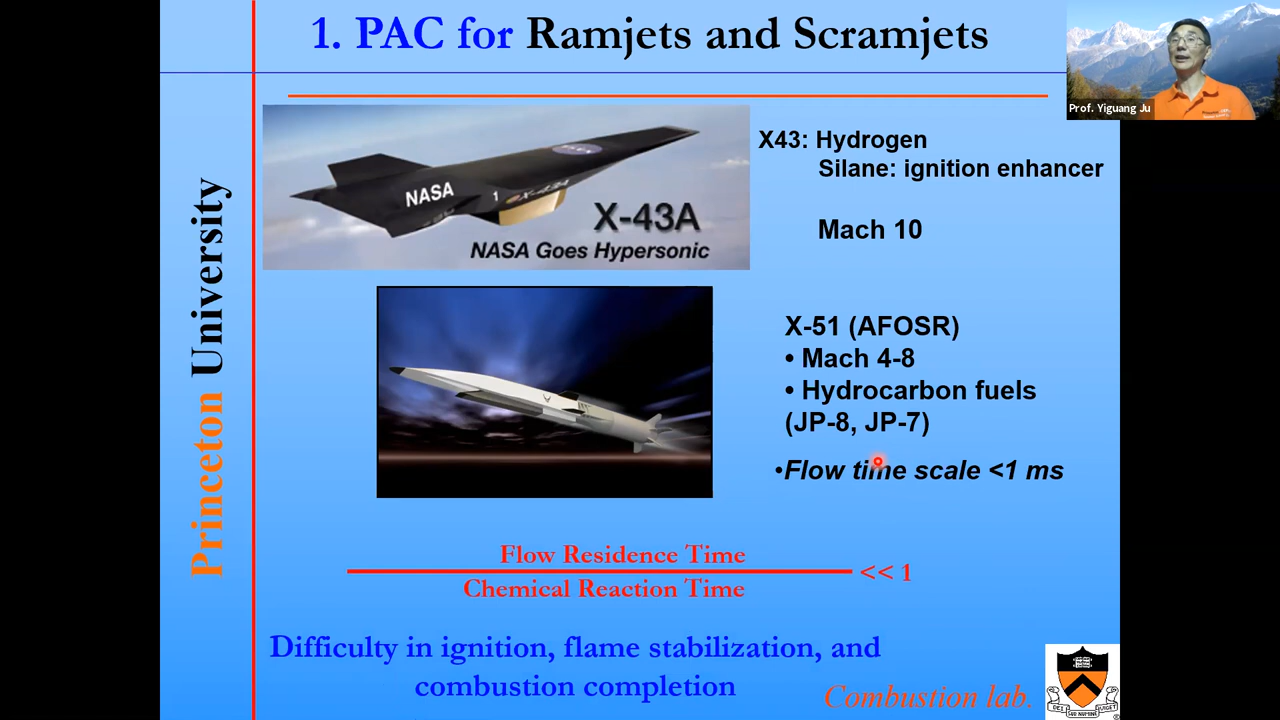 1. PAC for Ramjets and Scramjets
Prof. Yiguang Ju
Princeton University
NASA
1
X-43A
X-43A
NASA Goes Hypersonic
X43: Hydrogen
Silane: ignition enhancer
Mach 10
X-51 (AFOSR)
• Mach 4-8
• Hydrocarbon fuels
(JP-8, JP-7)
•Flow time scale <1 ms
Flow Residence Time
Chemical Reaction Time
<< 1
Difficulty in ignition, flame stabilization, and
combustion completion
Combustion lab.